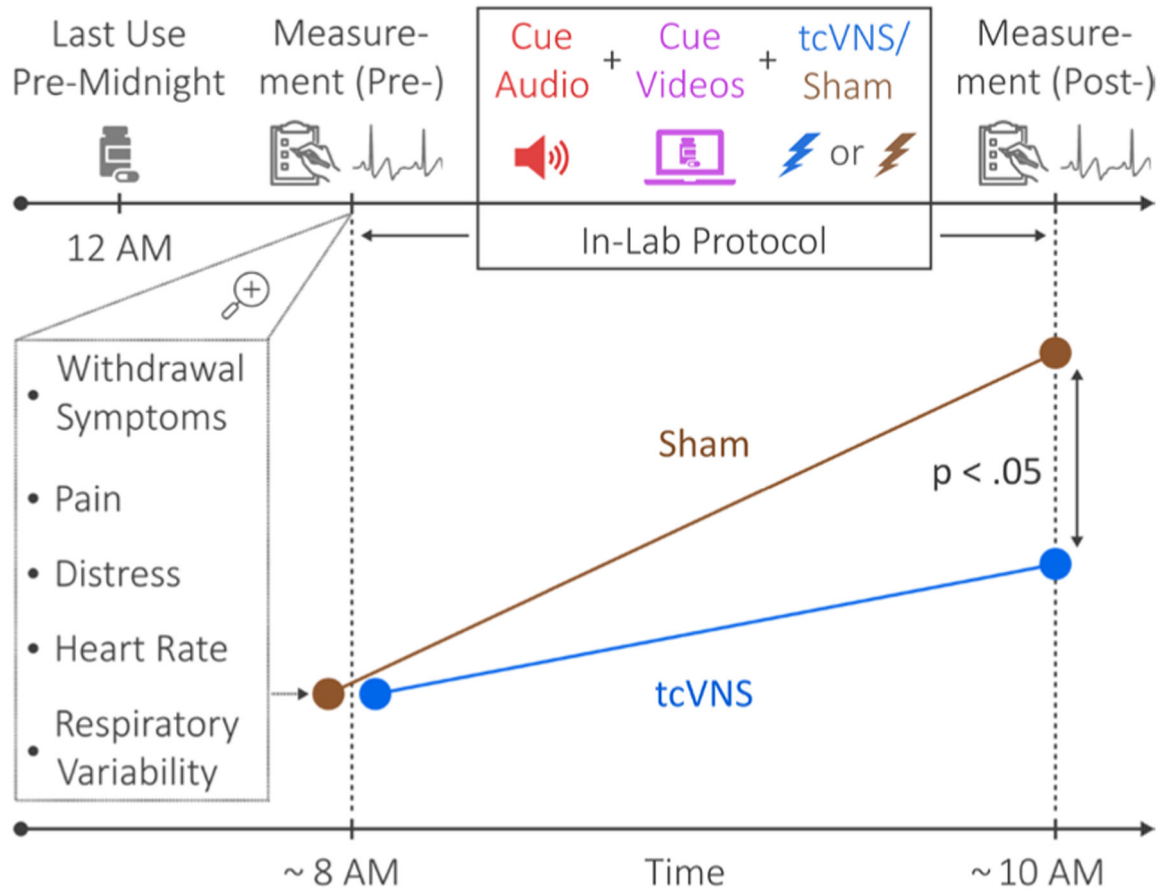 Last Use
Pre-Midnight
Measure-
ment (Pre-)
Cue
Audio
+
Cue
Videos
+
tcVNS/
Sham
or
Measure-
ment (Post-)
12 AM
In-Lab Protocol
• Withdrawal
Symptoms
• Pain
• Distress
• Heart Rate
• Respiratory
Variability
Sham
p < .05
tcVNS
~ 8 AM
Time
~ 10 AM